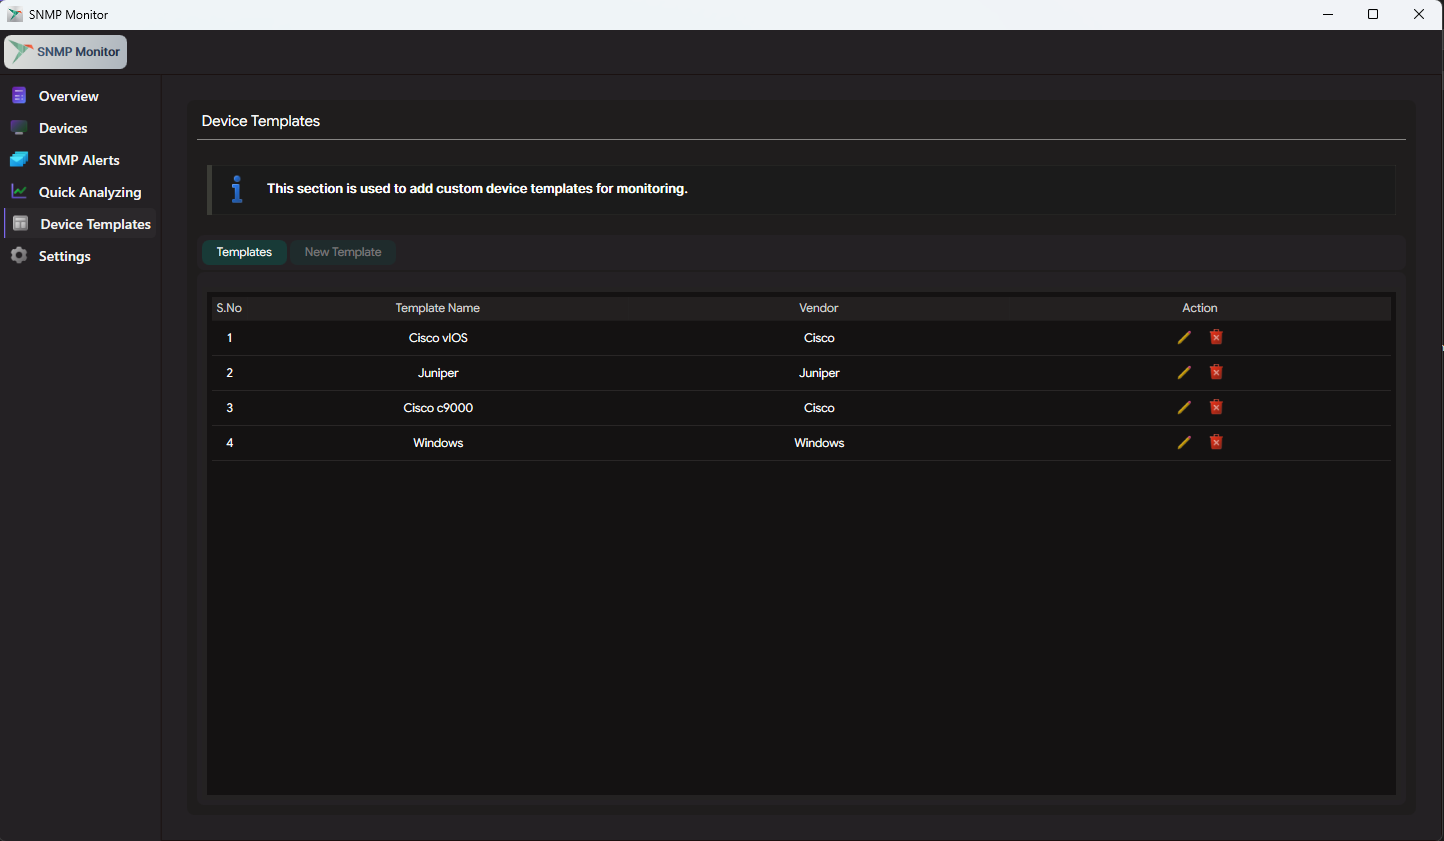 SNMP Monitor
SNMP Monitor
Overview
Devices
SNMP Alerts
Quick Analyzing
Device Templates
Settings
Device Templates
This section is used to add custom device templates for monitoring.
Templates New Template
S.No Template Name Vendor Action
1 Cisco vIOS Cisco
2 Juniper Juniper
3 Cisco c9000 Cisco
4 Windows Windows